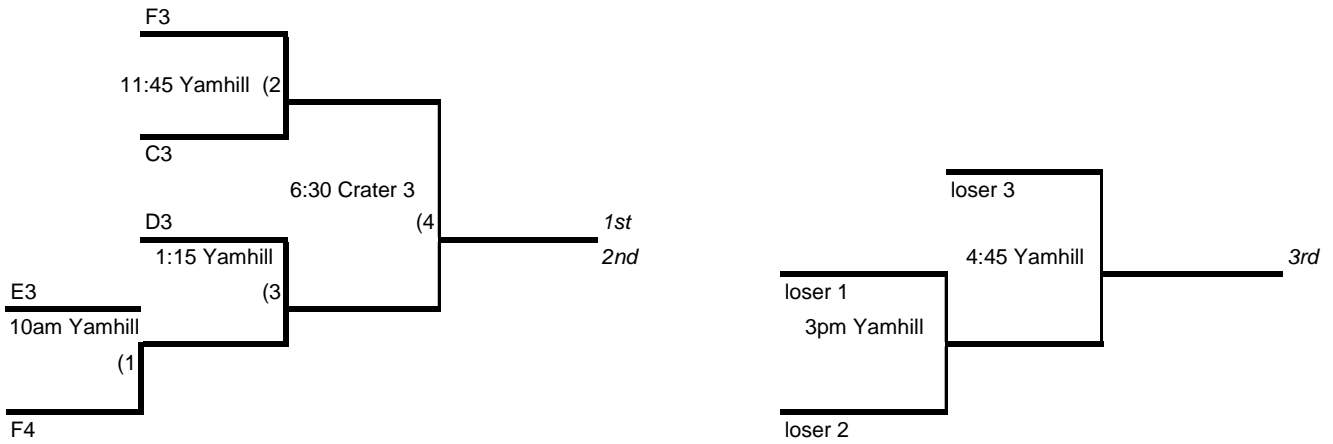 F3
11:45 Yamhill (2
C3
6:30 Crater 3
(4
D3
1:15 Yamhill
(3
E3
10am Yamhill
(1
F4
1st
2nd
loser 3
4:45 Yamhill
3rd
loser 1
3pm Yamhill
loser 2